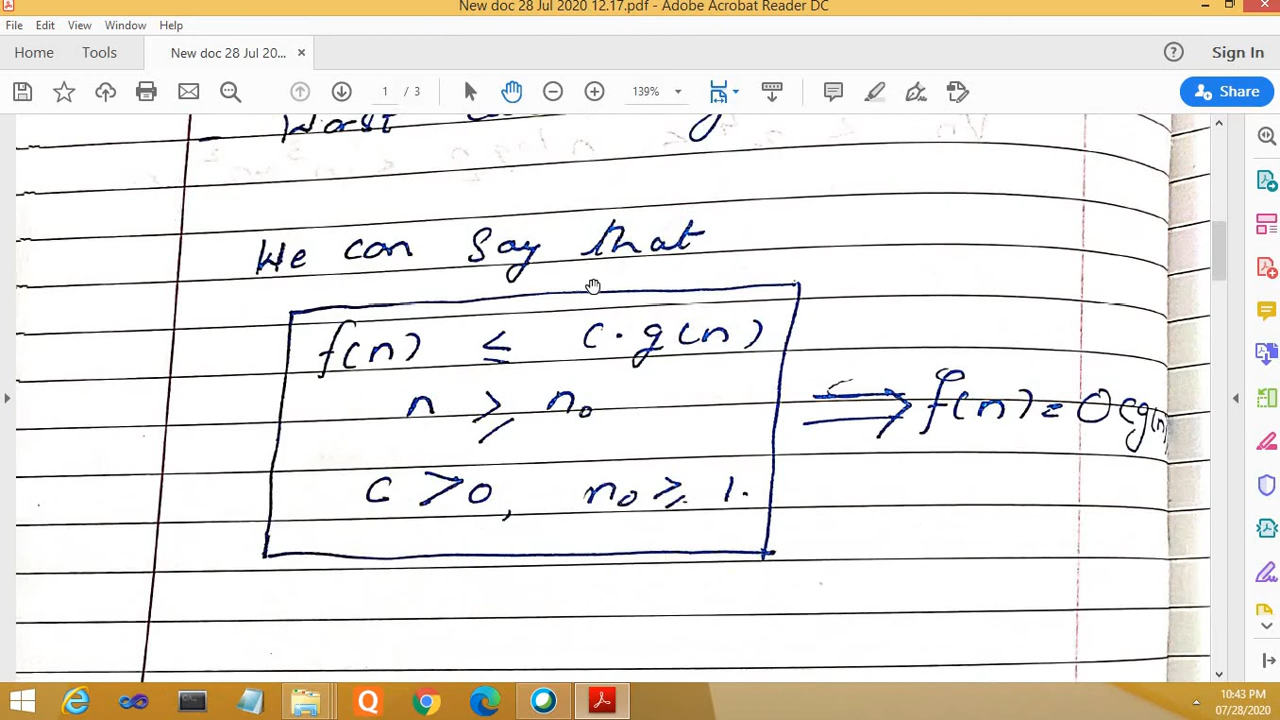 New doc 28 Jul 2020 12.17.pdf - Adobe Acrobat Reader DC
File Edit View Window Help
Home Tools New doc 28 Jul 20... × Sign In
1 / 3 139% Share
Worst
We can say that
f(n) ≤ c·g(n)
n ≥ n₀
⇒ f(n) = O(g(n)
c > 0, n₀ ≥ 1.
10:43 PM
07/28/2020